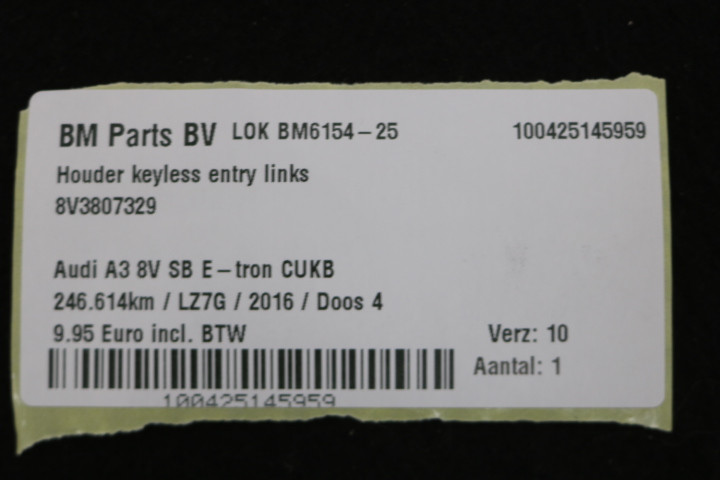 BM Parts BV LOK BM6154-25 100425145959
Houder keyless entry links
8V3807329
Audi A3 8V SB E-tron CUKB
246.614km / LZ7G / 2016 / Doos 4
9.95 Euro incl. BTW Verz: 10
Aantal: 1
100425145959